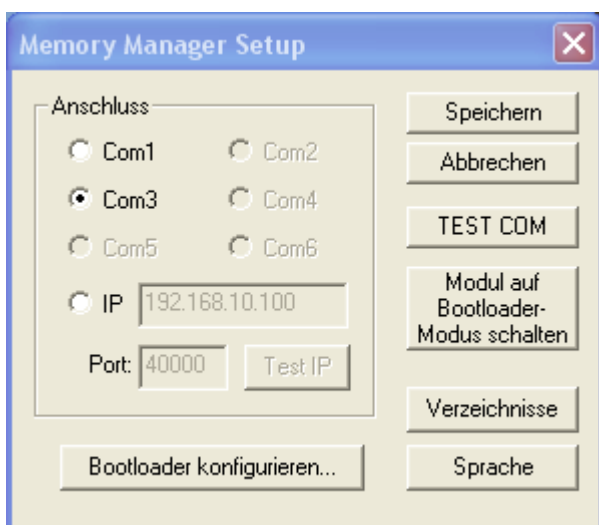 Memory Manager Setup
Anschluss
Com1
Com2
Com3
Com4
Com5
Com6
IP
192.168.10.100
Port:
40000
Test IP
Bootloader konfigurieren...
Speichern
Abbrechen
TEST COM
Modul auf
Bootloader-
Modus schalten
Verzeichnisse
Sprache